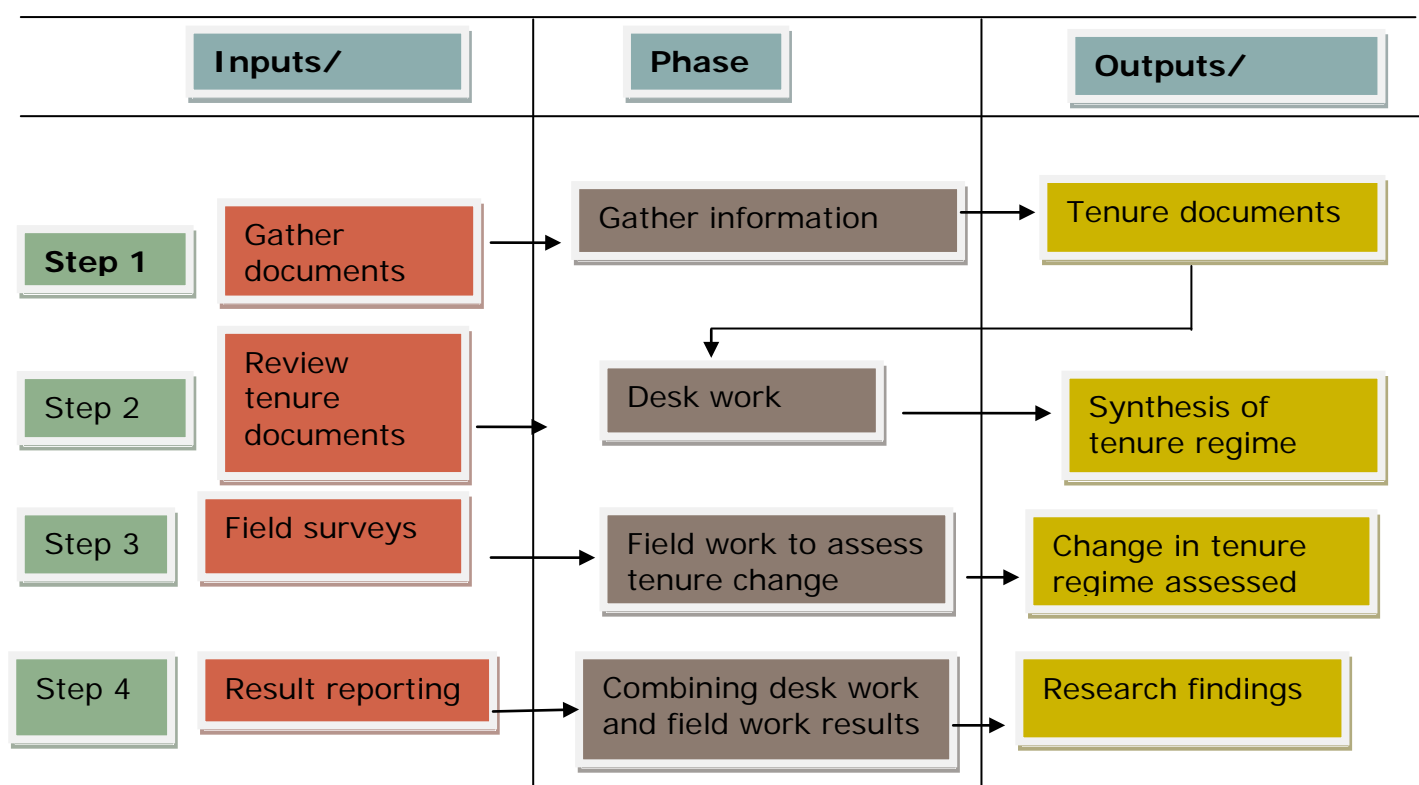 Inputs/
Phase
Outputs/
Step 1
Gather
documents
Gather information
Tenure documents
Step 2
Review
tenure
documents
Desk work
Synthesis of
tenure regime
Step 3
Field surveys
Field work to assess
tenure change
Change in tenure
regime assessed
Step 4
Result reporting
Combining desk work
and field work results
Research findings